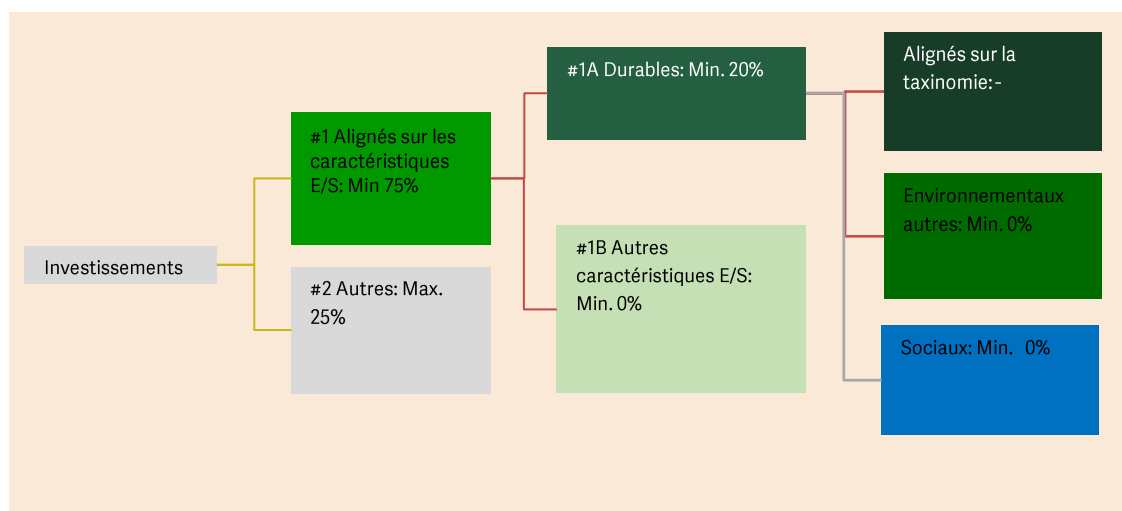 Investissements
#1 Alignés sur les
caractéristiques
E/S: Min 75%
#2 Autres: Max.
25%
#1A Durables: Min. 20%
#1B Autres
caractéristiques E/S:
Min. 0%
Alignés sur la
taxinomie:-
Environnementaux
autres: Min. 0%
Sociaux: Min. 0%